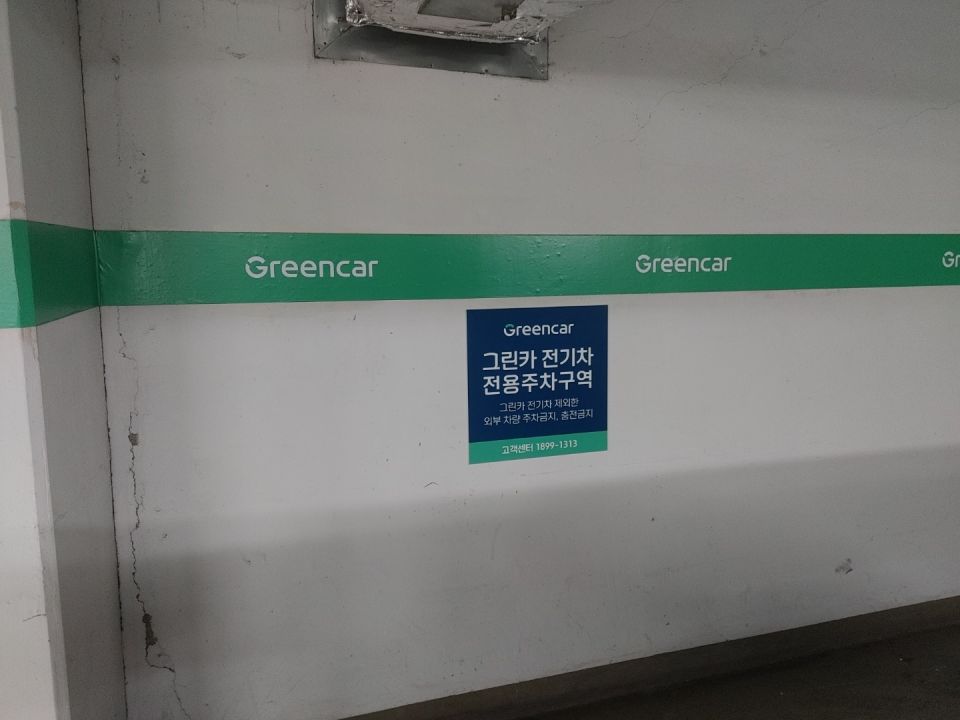 Greencar Greencar Gr
Greencar
그린카 전기차
전용주차구역
그린카 전기차 제외한
외부 차량 주차금지, 충전금지
고객센터 1899-1313